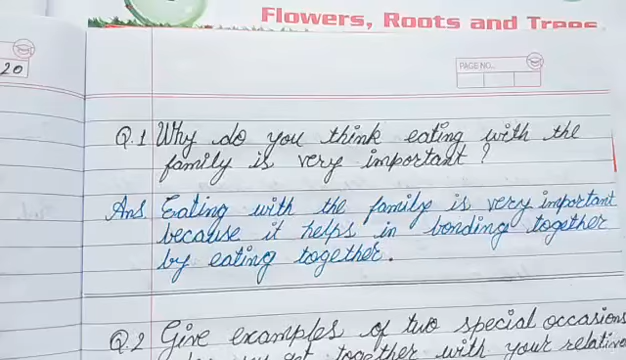 Flowers, Roots and Trees
20
PAGE NO.
Q.1 Why do you think eating with the
family is very important?
Ans. Eating with the family is very important
because it helps in bonding together
by eating together.
Q.2 Give examples of two special occasions
you get together with your relative